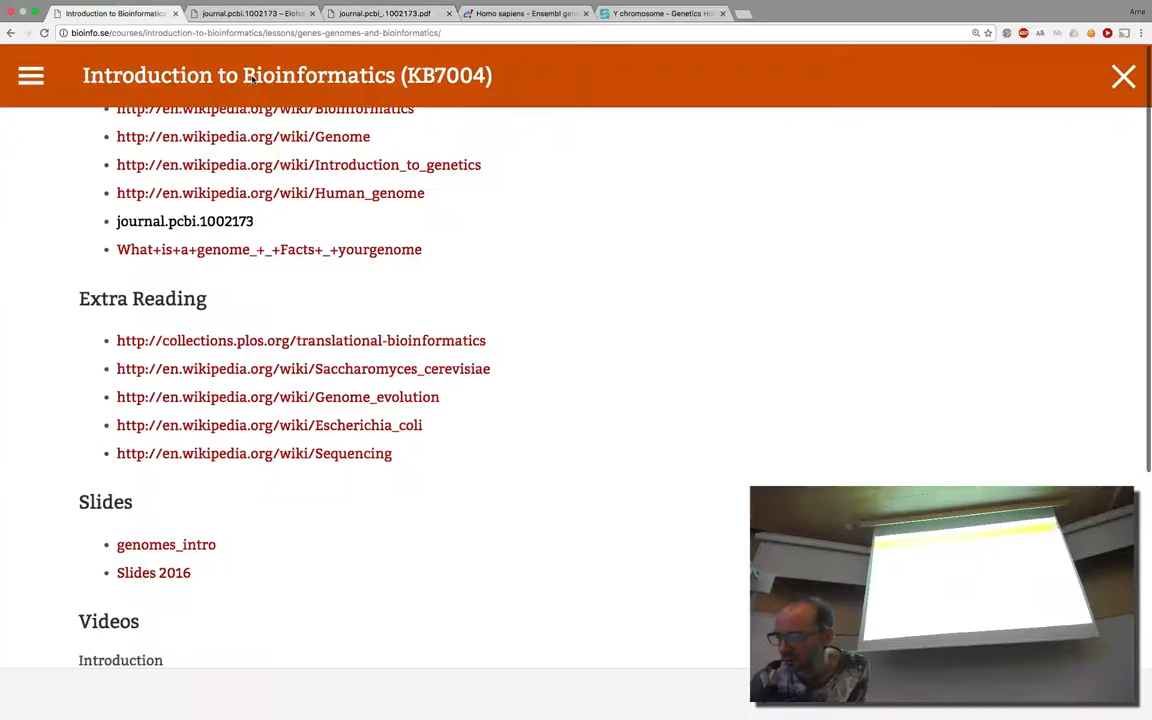 Introduction to Bioinformatics
journal.pcbi.1002173 – Elofs
journal.pcbi_.1002173.pdf
Homo sapiens - Ensembl gen
Y chromosome - Genetics Ho
Arne
bioinfo.se/courses/introduction-to-bioinformatics/lessons/genes-genomes-and-bioinformatics/
Introduction to Bioinformatics (KB7004)
http://en.wikipedia.org/wiki/Bioinformatics
http://en.wikipedia.org/wiki/Genome
http://en.wikipedia.org/wiki/Introduction_to_genetics
http://en.wikipedia.org/wiki/Human_genome
journal.pcbi.1002173
What+is+a+genome_+_+Facts+_+yourgenome
Extra Reading
http://collections.plos.org/translational-bioinformatics
http://en.wikipedia.org/wiki/Saccharomyces_cerevisiae
http://en.wikipedia.org/wiki/Genome_evolution
http://en.wikipedia.org/wiki/Escherichia_coli
http://en.wikipedia.org/wiki/Sequencing
Slides
genomes_intro
Slides 2016
Videos
Introduction